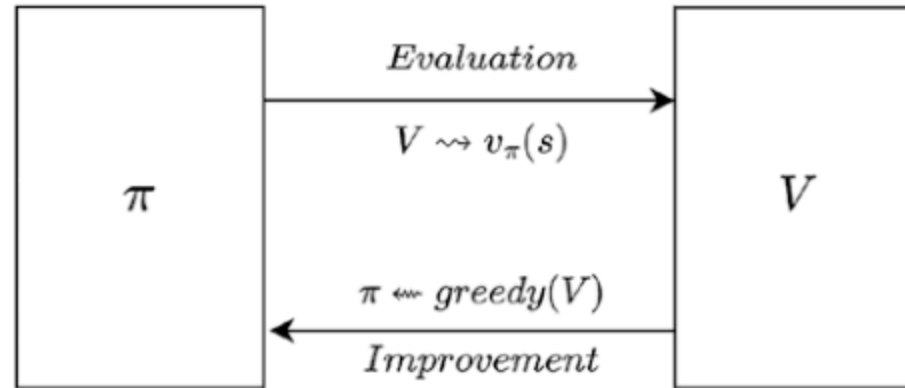 Evaluation
V ⇝ v_π(s)
π
V
π ⇜ greedy(V)
Improvement